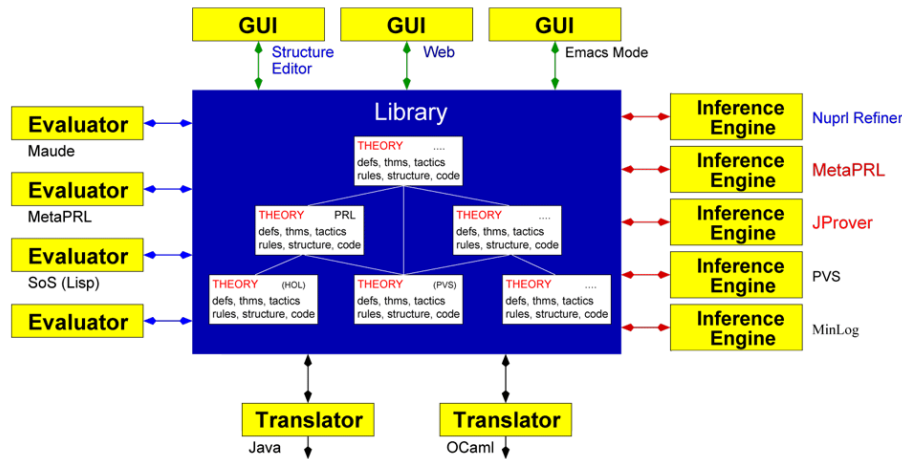 GUI
GUI
GUI
Structure
Editor
Web
Emacs Mode
Library
Evaluator
Maude
Evaluator
MetaPRL
Evaluator
SoS (Lisp)
Evaluator
THEORY ....
defs, thms, tactics
rules, structure, code
THEORY PRL
defs, thms, tactics
rules, structure, code
THEORY ....
defs, thms, tactics
rules, structure, code
THEORY (HOL)
defs, thms, tactics
rules, structure, code
THEORY (PVS)
defs, thms, tactics
rules, structure, code
THEORY ....
defs, thms, tactics
rules, structure, code
Inference
Engine
Nuprl Refiner
Inference
Engine
MetaPRL
Inference
Engine
JProver
Inference
Engine
PVS
Inference
Engine
MinLog
Translator
Java
Translator
OCaml